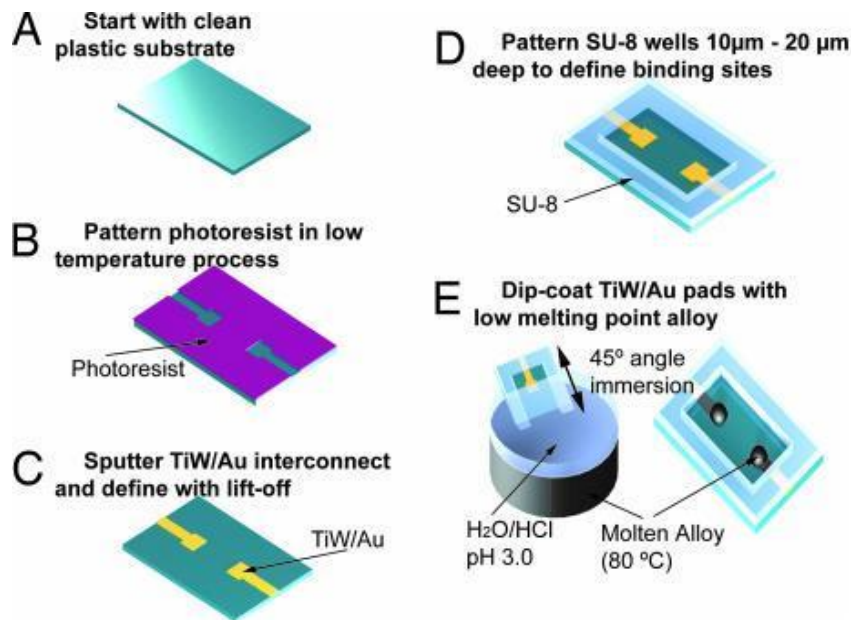 A
Start with clean
plastic substrate
B
Pattern photoresist in low
temperature process
Photoresist
C
Sputter TiW/Au interconnect
and define with lift-off
TiW/Au
D
Pattern SU-8 wells 10µm - 20 µm
deep to define binding sites
SU-8
E
Dip-coat TiW/Au pads with
low melting point alloy
45º angle
immersion
H₂O/HCl
pH 3.0
Molten Alloy
(80 ºC)